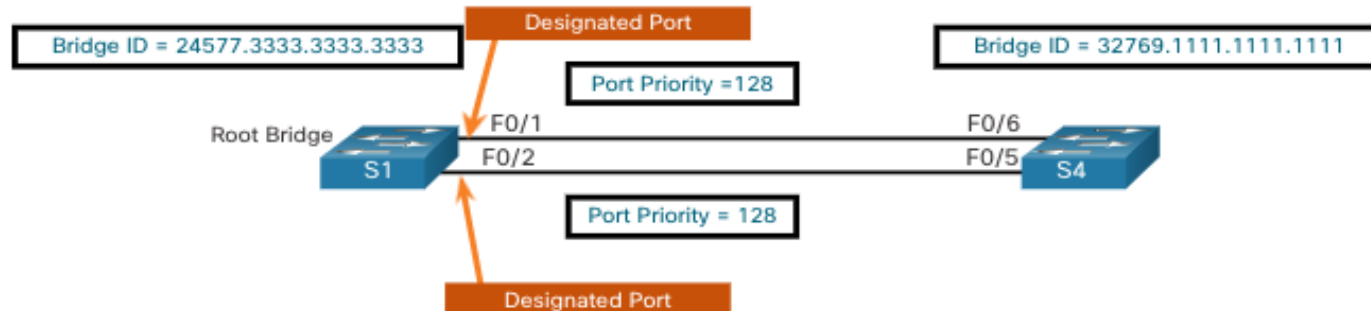 Designated Port
Bridge ID = 24577.3333.3333.3333
Bridge ID = 32769.1111.1111.1111
Port Priority =128
Root Bridge
F0/1
F0/6
F0/2
F0/5
S1
S4
Port Priority = 128
Designated Port